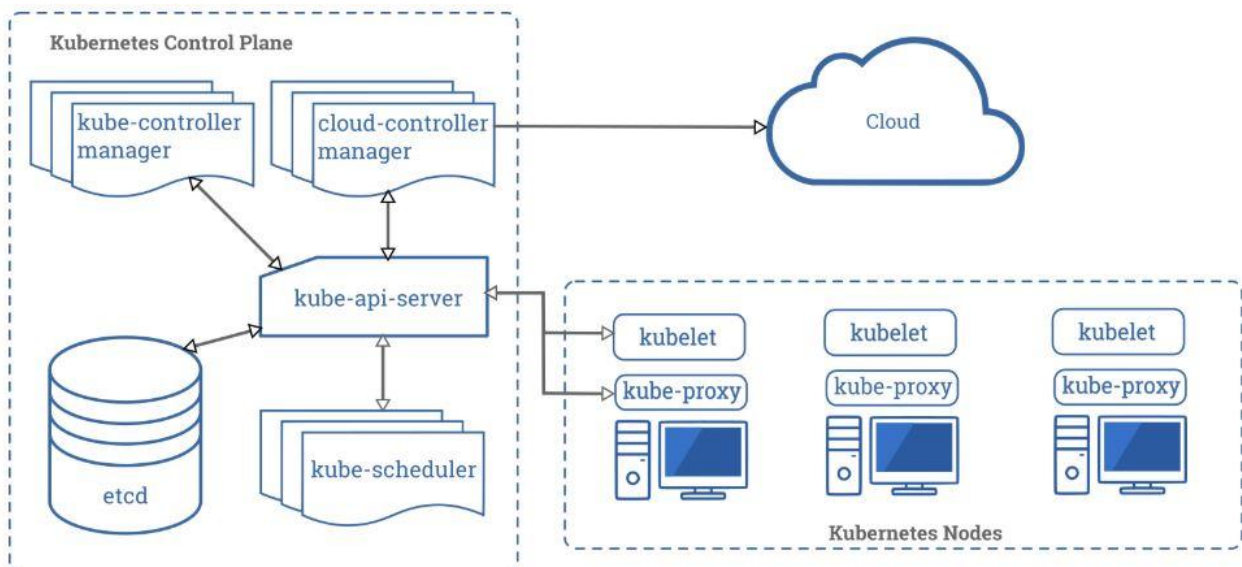 Kubernetes Control Plane
kube-controller
manager
cloud-controller
manager
Cloud
kube-api-server
etcd
kube-scheduler
kubelet
kube-proxy
kubelet
kube-proxy
kubelet
kube-proxy
Kubernetes Nodes